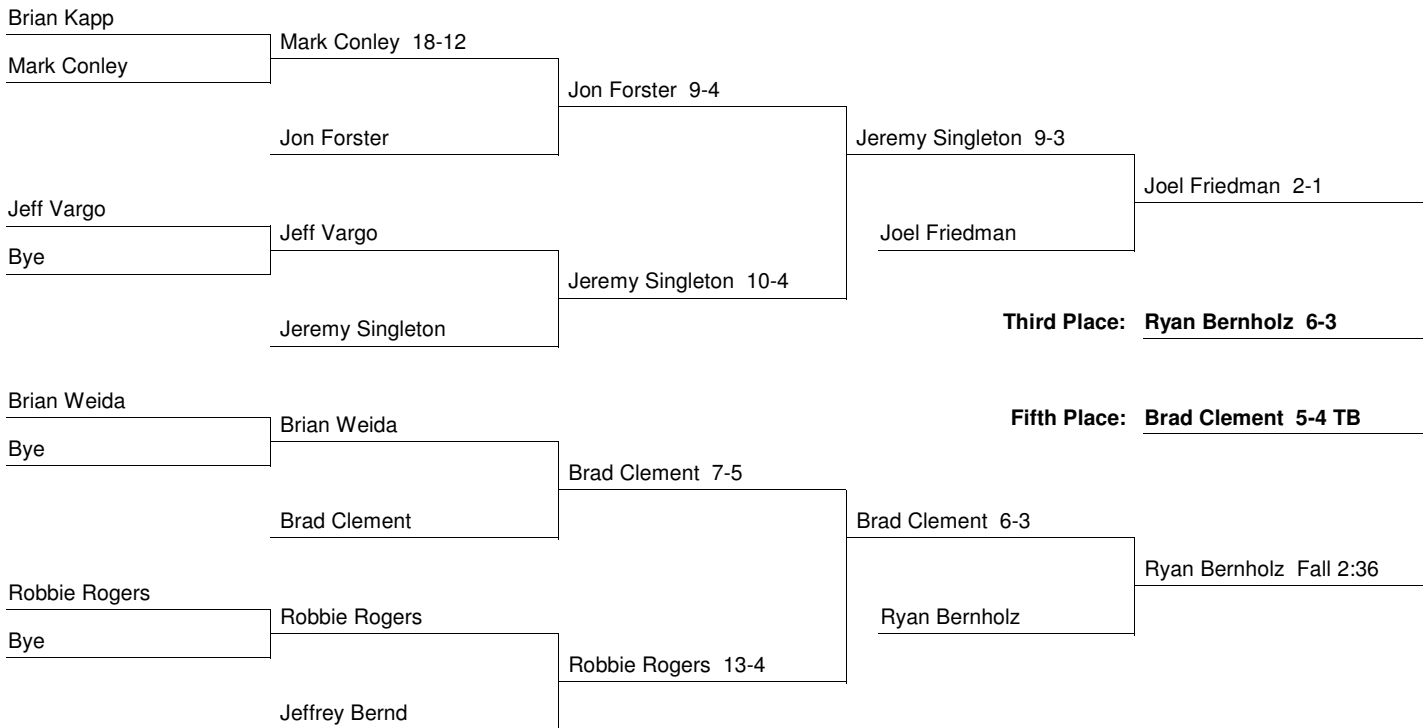 Brian Kapp
Mark Conley 18-12
Mark Conley
Jon Forster 9-4
Jon Forster
Jeremy Singleton 9-3
Joel Friedman 2-1
Jeff Vargo
Jeff Vargo
Joel Friedman
Bye
Jeremy Singleton 10-4
Jeremy Singleton
Third Place: Ryan Bernholz 6-3
Brian Weida
Brian Weida
Fifth Place: Brad Clement 5-4 TB
Bye
Brad Clement 7-5
Brad Clement
Brad Clement 6-3
Ryan Bernholz Fall 2:36
Robbie Rogers
Robbie Rogers
Ryan Bernholz
Bye
Robbie Rogers 13-4
Jeffrey Bernd